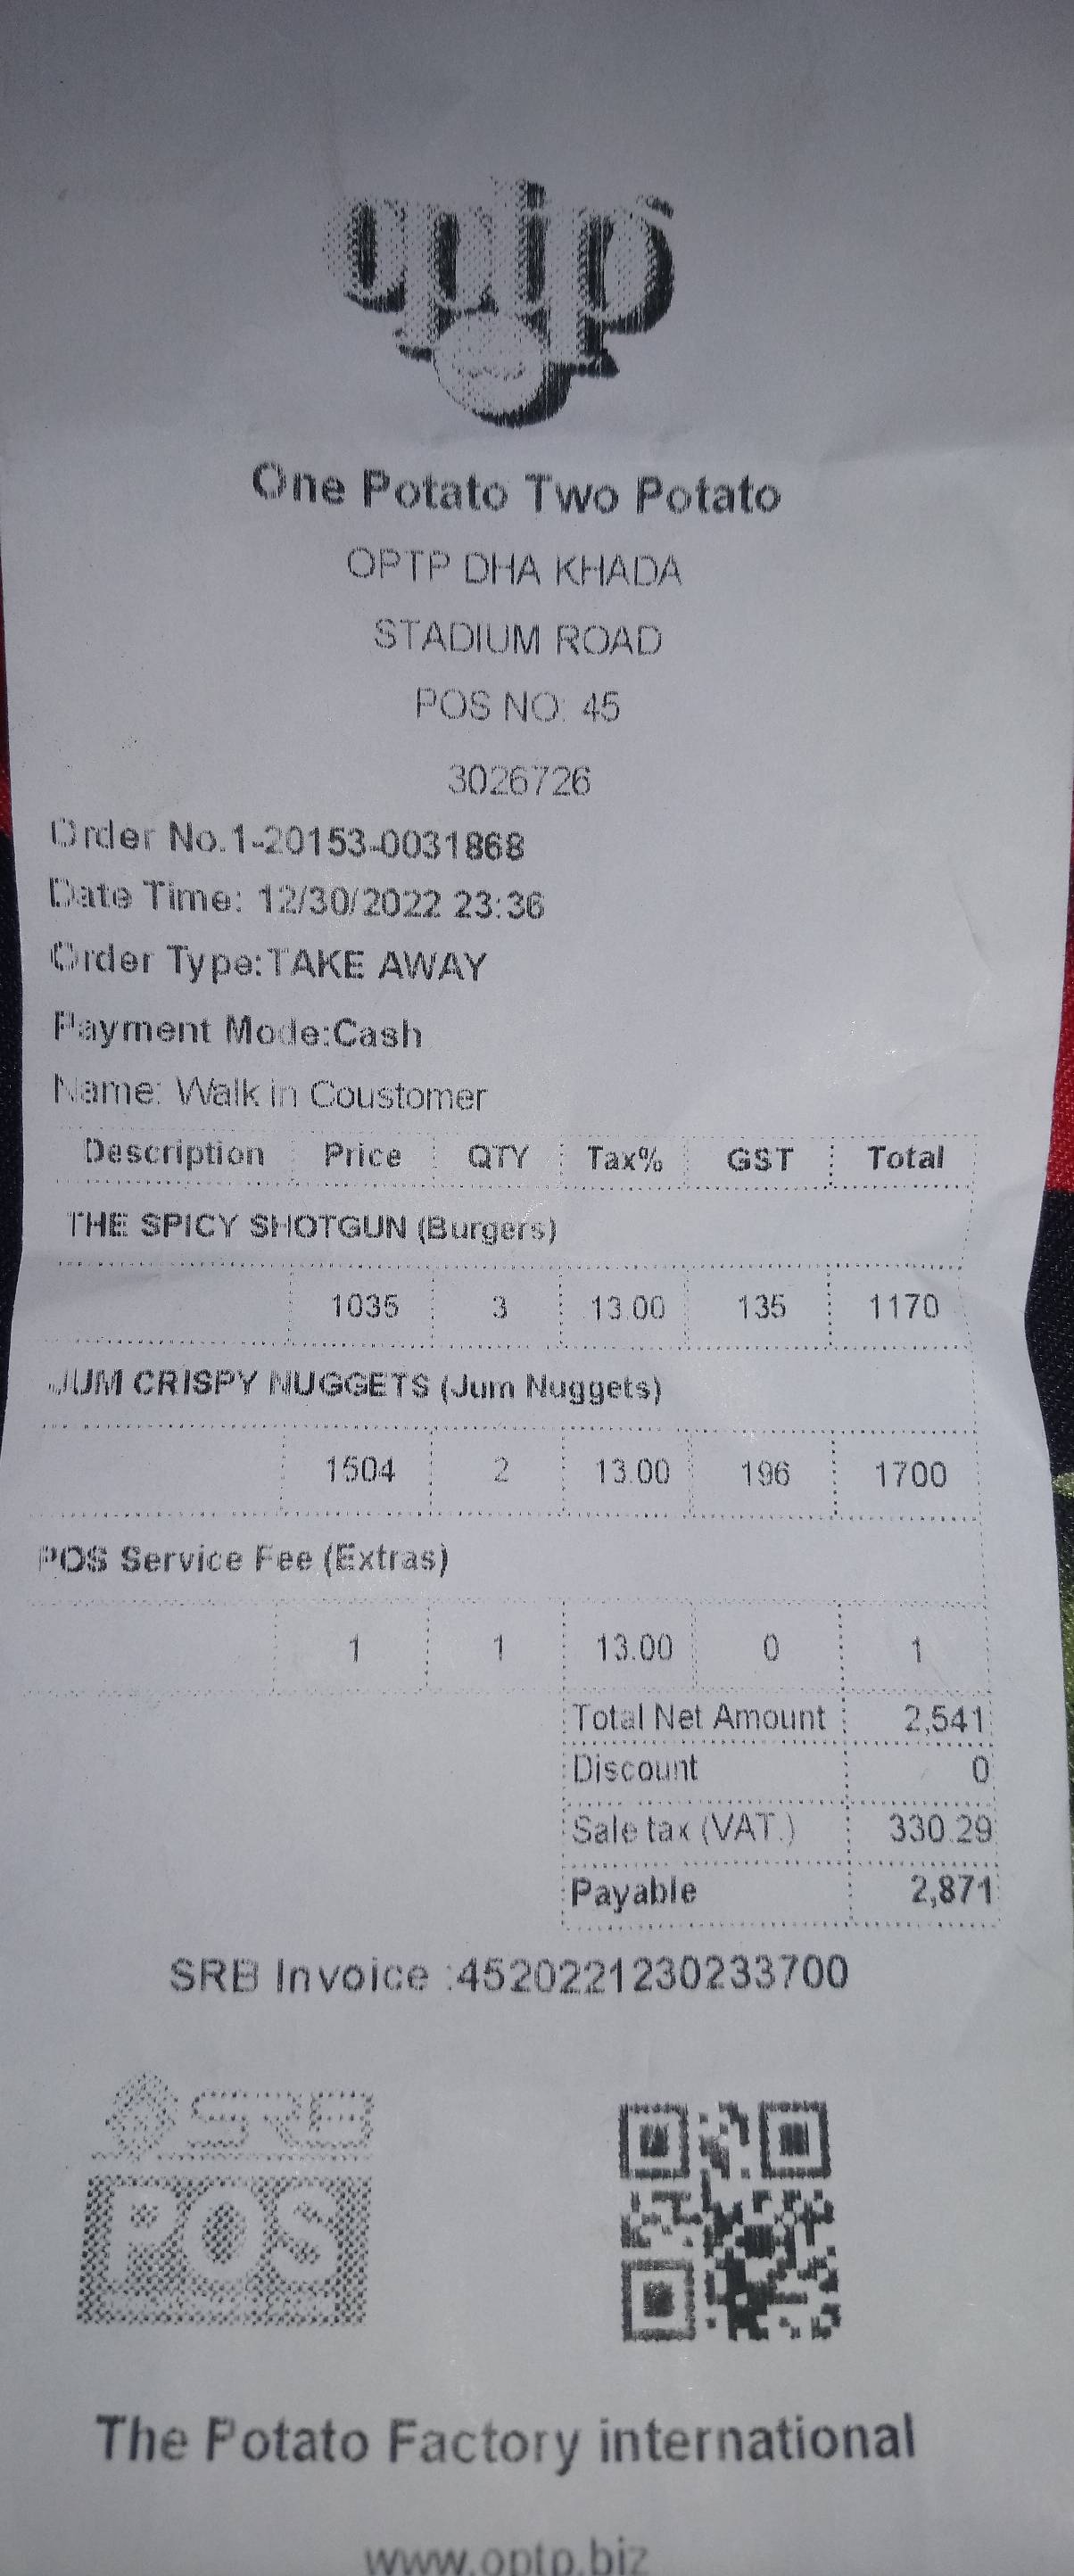 optp
One Potato Two Potato
OPTP DHA KHADA
STADIUM ROAD
POS NO: 45
3026726
Order No.1-20153-0031868
Date Time: 12/30/2022 23:36
Order Type:TAKE AWAY
Payment Mode:Cash
Name: Walk in Coustomer
Description Price QTY Tax% GST Total
THE SPICY SHOTGUN (Burgers)
1035 3 13.00 135 1170
JUM CRISPY NUGGETS (Jum Nuggets)
1504 2 13.00 196 1700
POS Service Fee (Extras)
1 1 13.00 0 1
Total Net Amount 2,541
Discount 0
Sale tax (VAT.) 330.29
Payable 2,871
SRB Invoice :4520221230233700
SRB
POS
The Potato Factory international
www.optp.biz